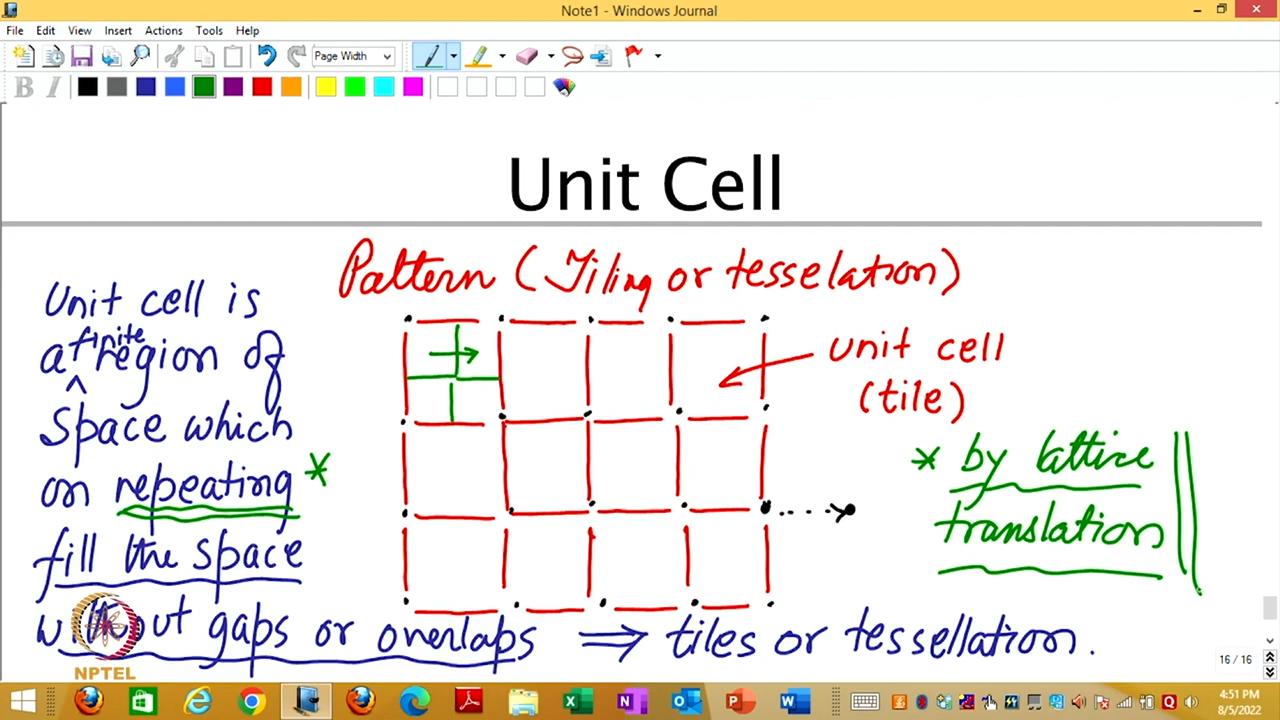 Note1 - Windows Journal
File Edit View Insert Actions Tools Help
Page Width
B I
Unit Cell
Pattern (Tiling or tesselation)
Unit cell is
a finite region of
Space which
on repeating *
fill the space
without gaps or overlaps ⇒ tiles or tessellation.
unit cell
(tile)
* by lattice
translation
NPTEL
16 / 16
4:51 PM
8/5/2022